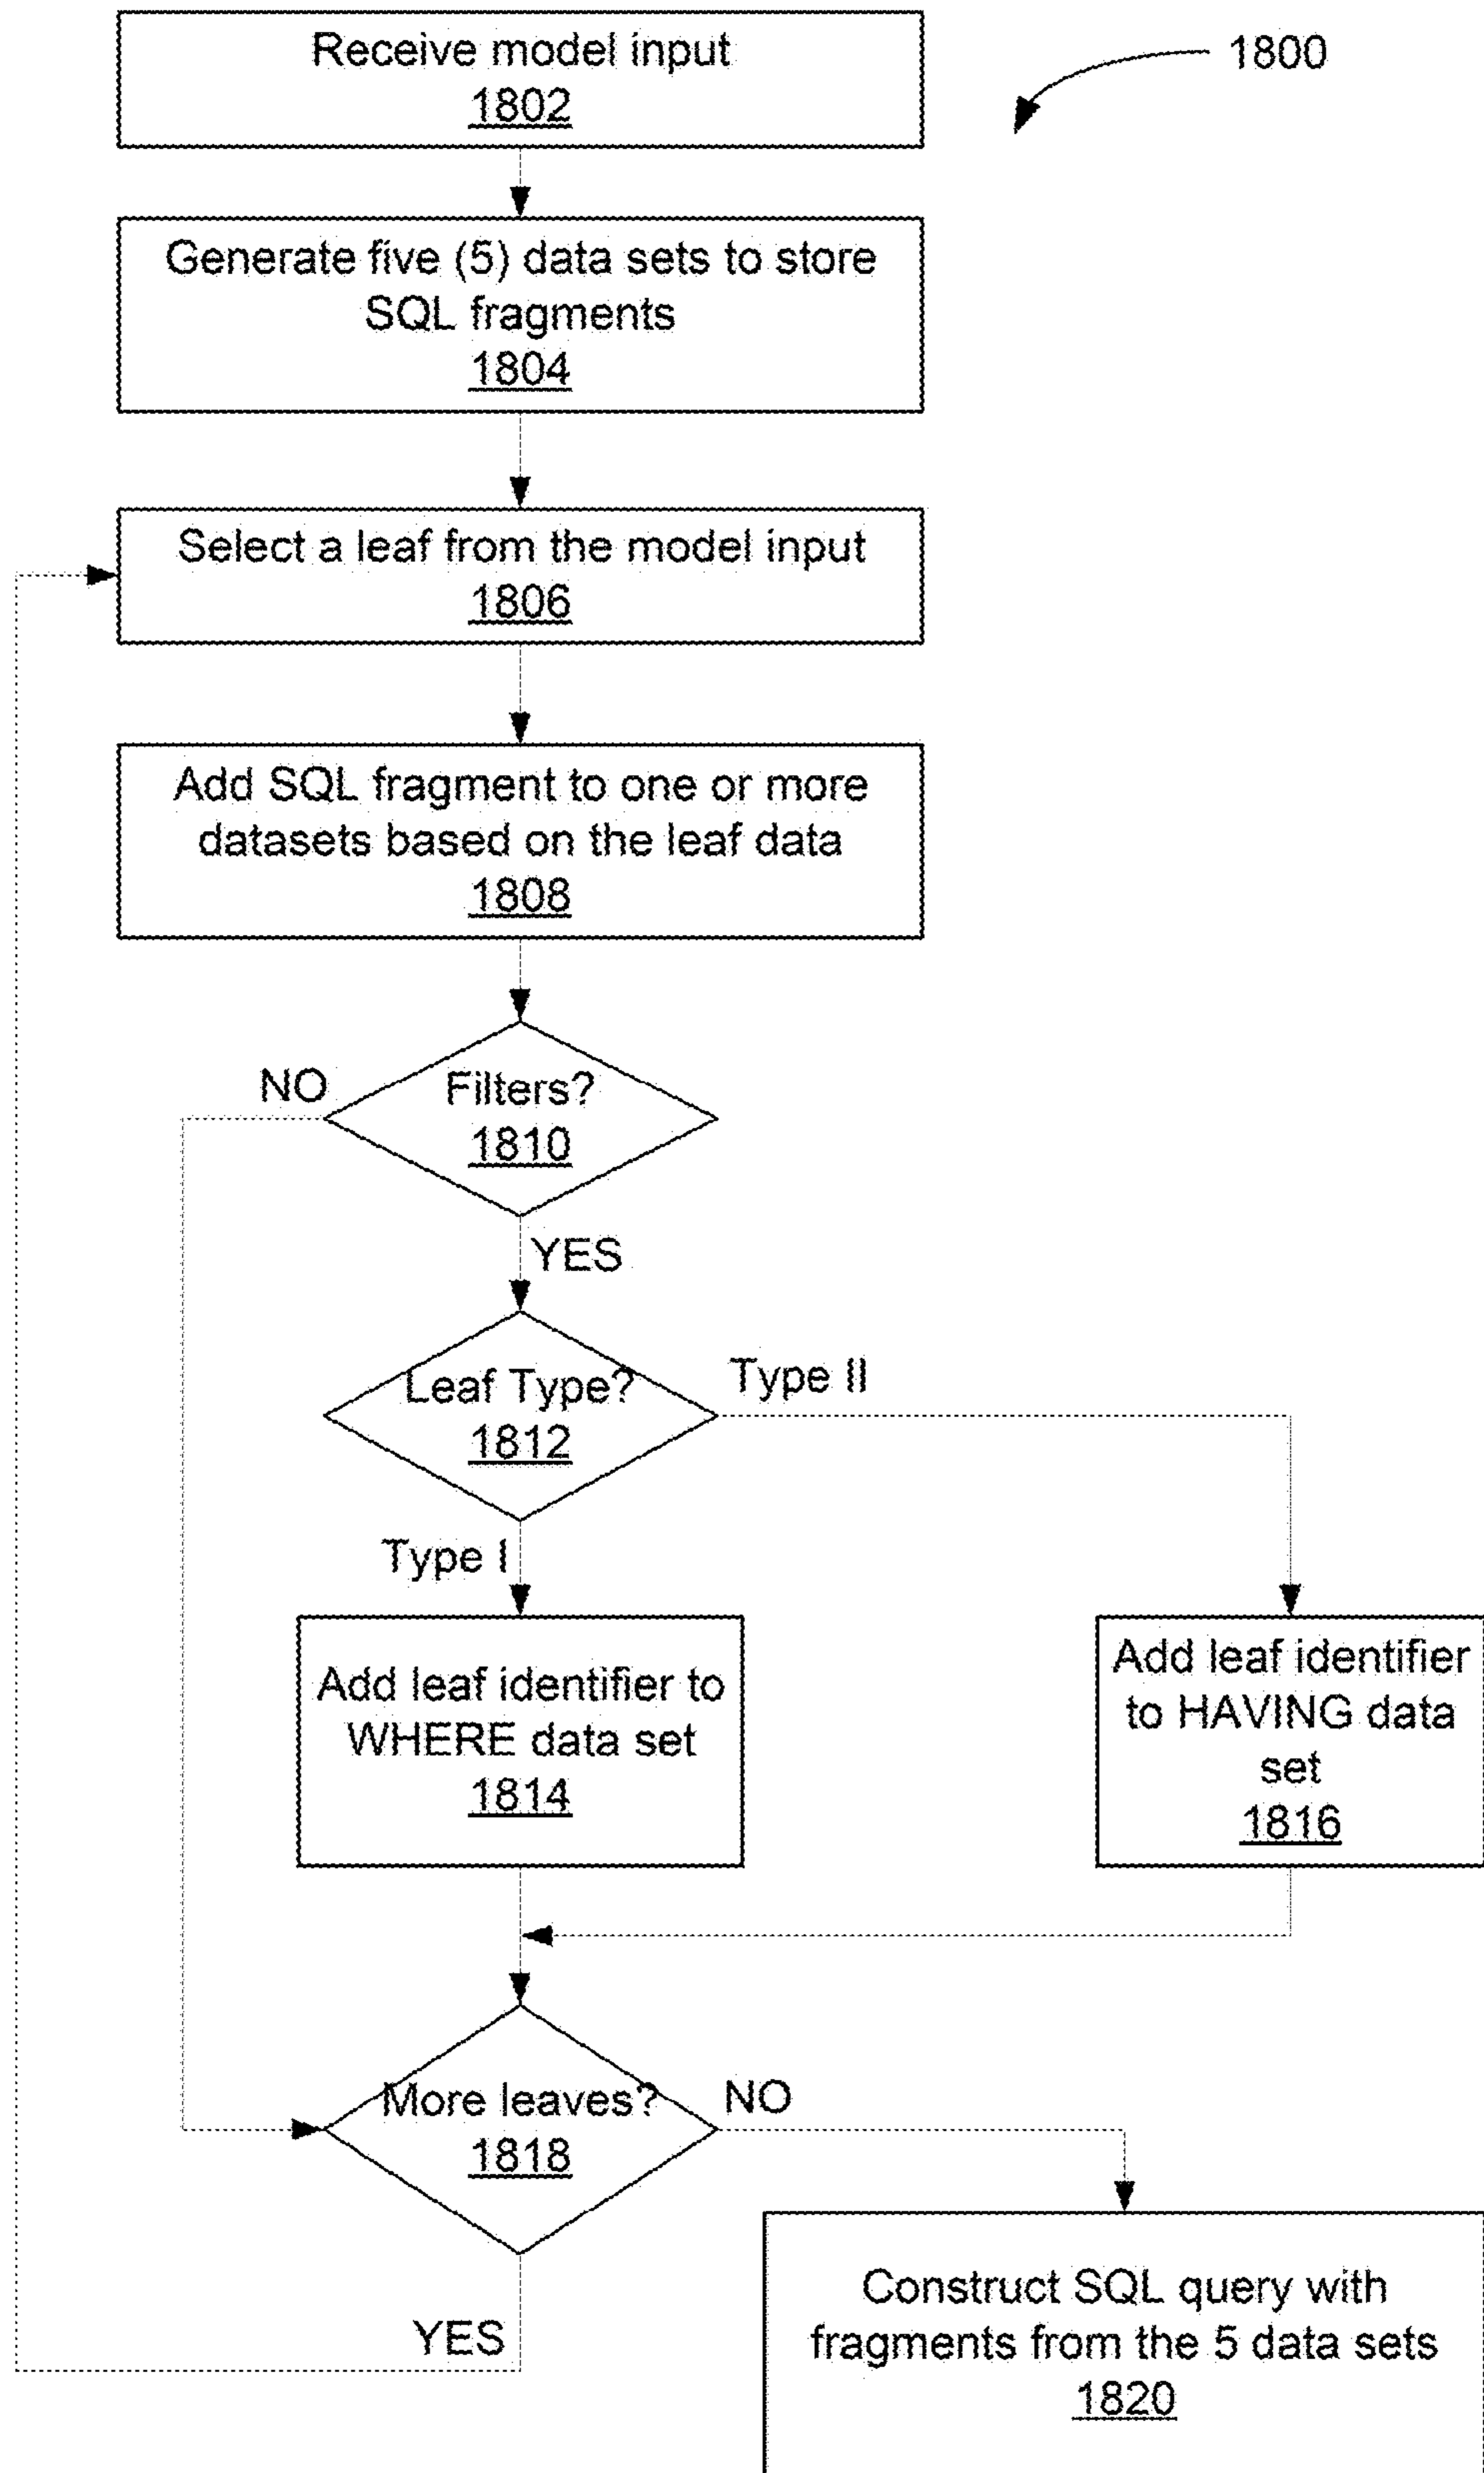 Receive model input
1802
1800
Generate five (5) data sets to store
SQL fragments
1804
Select a leaf from the model input
1806
Add SQL fragment to one or more
datasets based on the leaf data
1808
NO
Filters?
1810
YES
Leaf Type?
1812
Type II
Type I
Add leaf identifier to
WHERE data set
1814
Add leaf identifier
to HAVING data
set
1816
More leaves?
1818
NO
YES
Construct SQL query with
fragments from the 5 data sets
1820